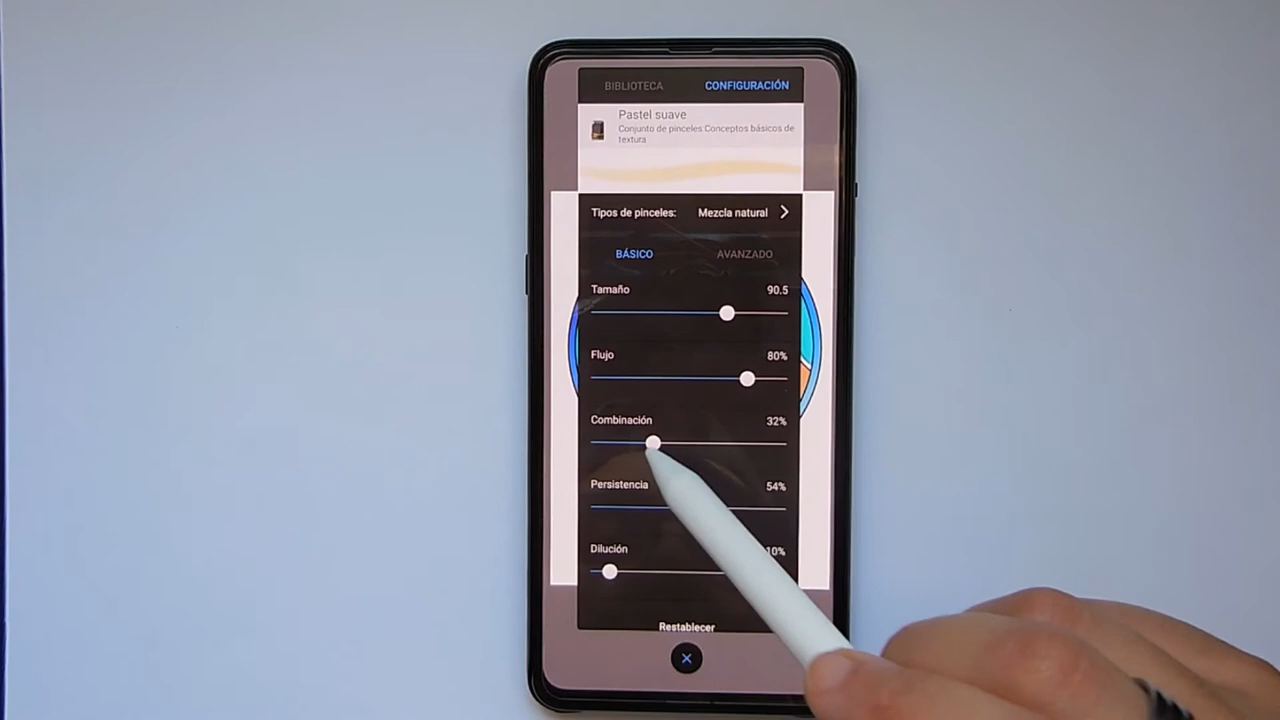 BIBLIOTECA CONFIGURACIÓN
Pastel suave
Conjunto de pinceles Conceptos básicos de
textura
Tipos de pinceles: Mezcla natural
BÁSICO AVANZADO
Tamaño 90.5
Flujo 80%
Combinación 32%
Persistencia 54%
Dilución 10%
Restablecer